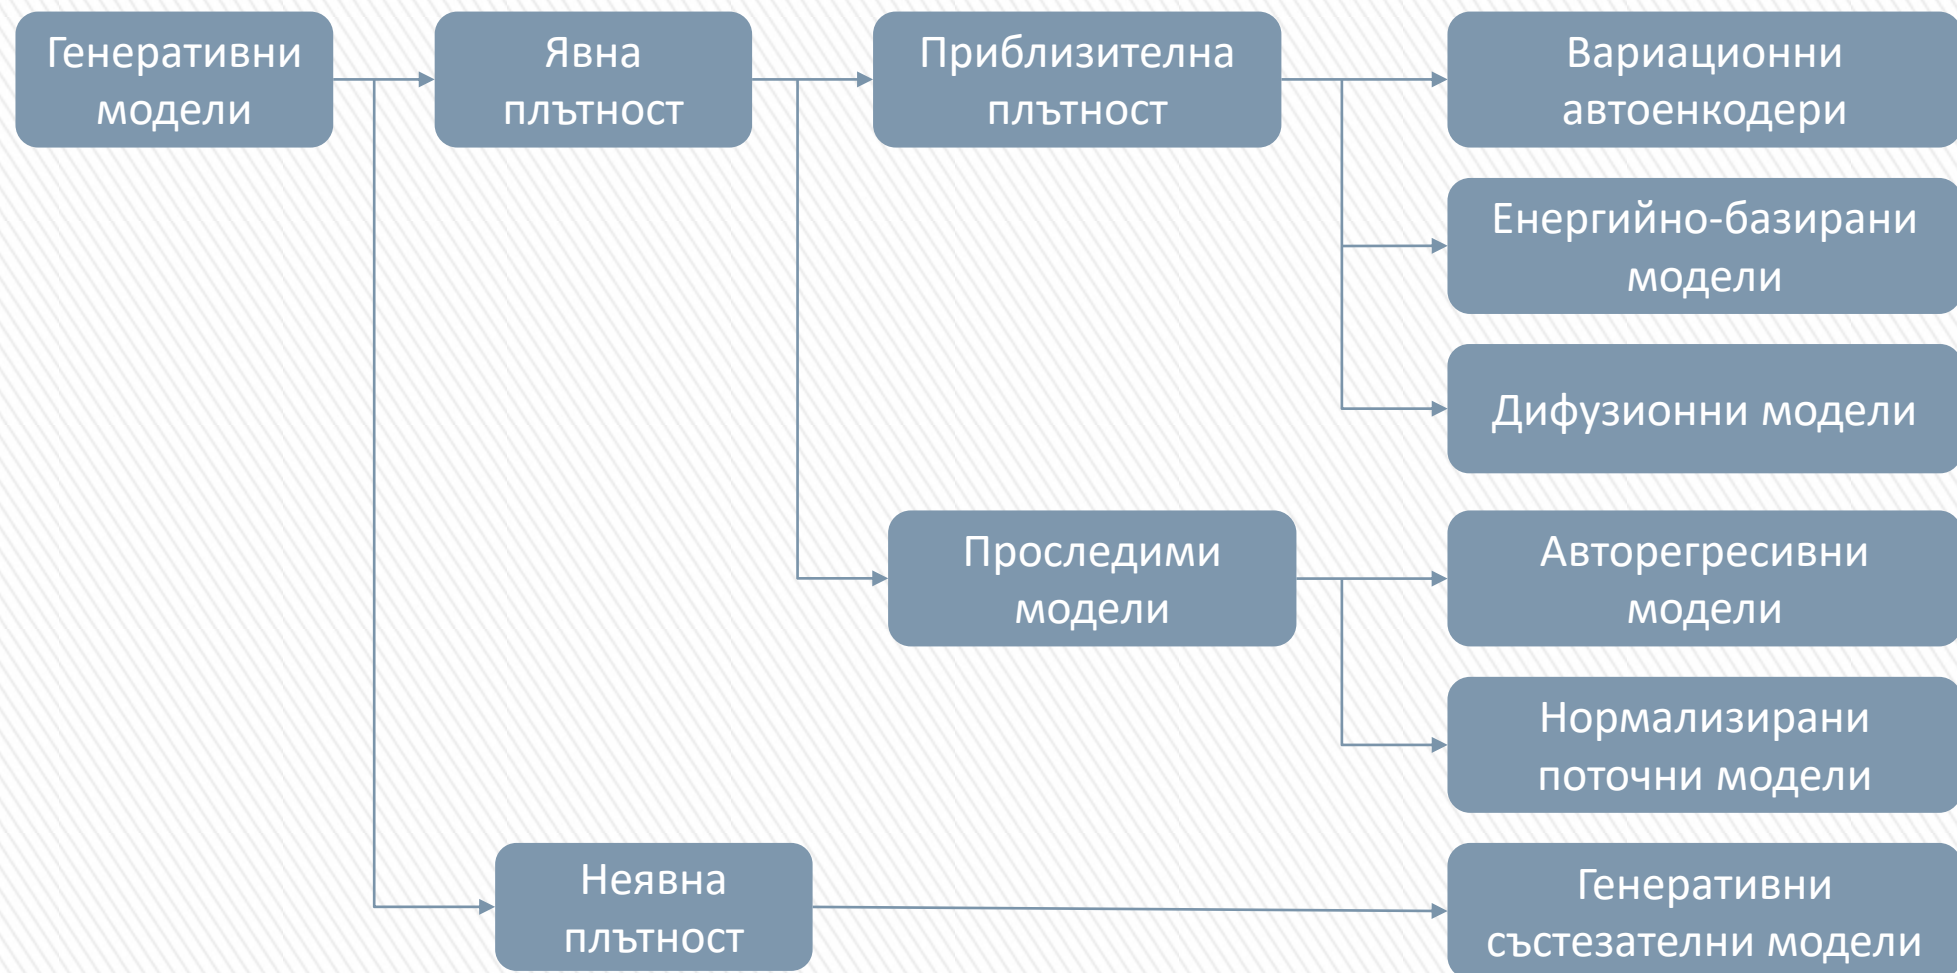 Генеративни
модели
Явна
плътност
Приблизителна
плътност
Вариационни
автоенкодери
Енергийно-базирани
модели
Дифузионни модели
Проследими
модели
Авторегресивни
модели
Нормализирани
поточни модели
Неявна
плътност
Генеративни
състезателни модели